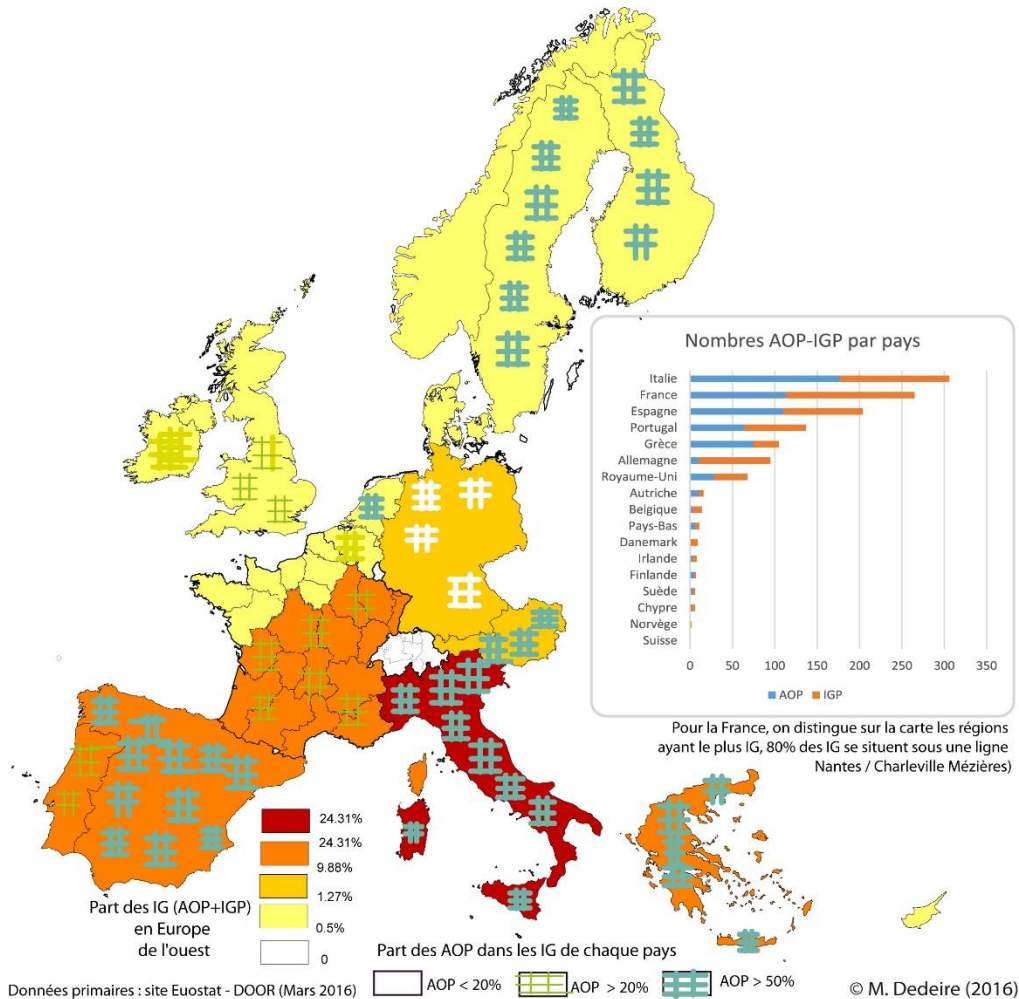 Nombres AOP-IGP par pays
Italie
France
Espagne
Portugal
Grèce
Allemagne
Royaume-Uni
Autriche
Belgique
Pays-Bas
Danemark
Irlande
Finlande
Suède
Chypre
Norvège
Suisse
0 50 100 150 200 250 300 350
AOP IGP
Pour la France, on distingue sur la carte les régions
ayant le plus IG, 80% des IG se situent sous une ligne
Nantes / Charleville Mézières)
24.31%
24.31%
9.88%
1.27%
0.5%
0
Part des IG (AOP+IGP)
en Europe
de l'ouest
Part des AOP dans les IG de chaque pays
AOP < 20% AOP > 20% AOP > 50%
Données primaires : site Euostat - DOOR (Mars 2016)
© M. Dedeire (2016)